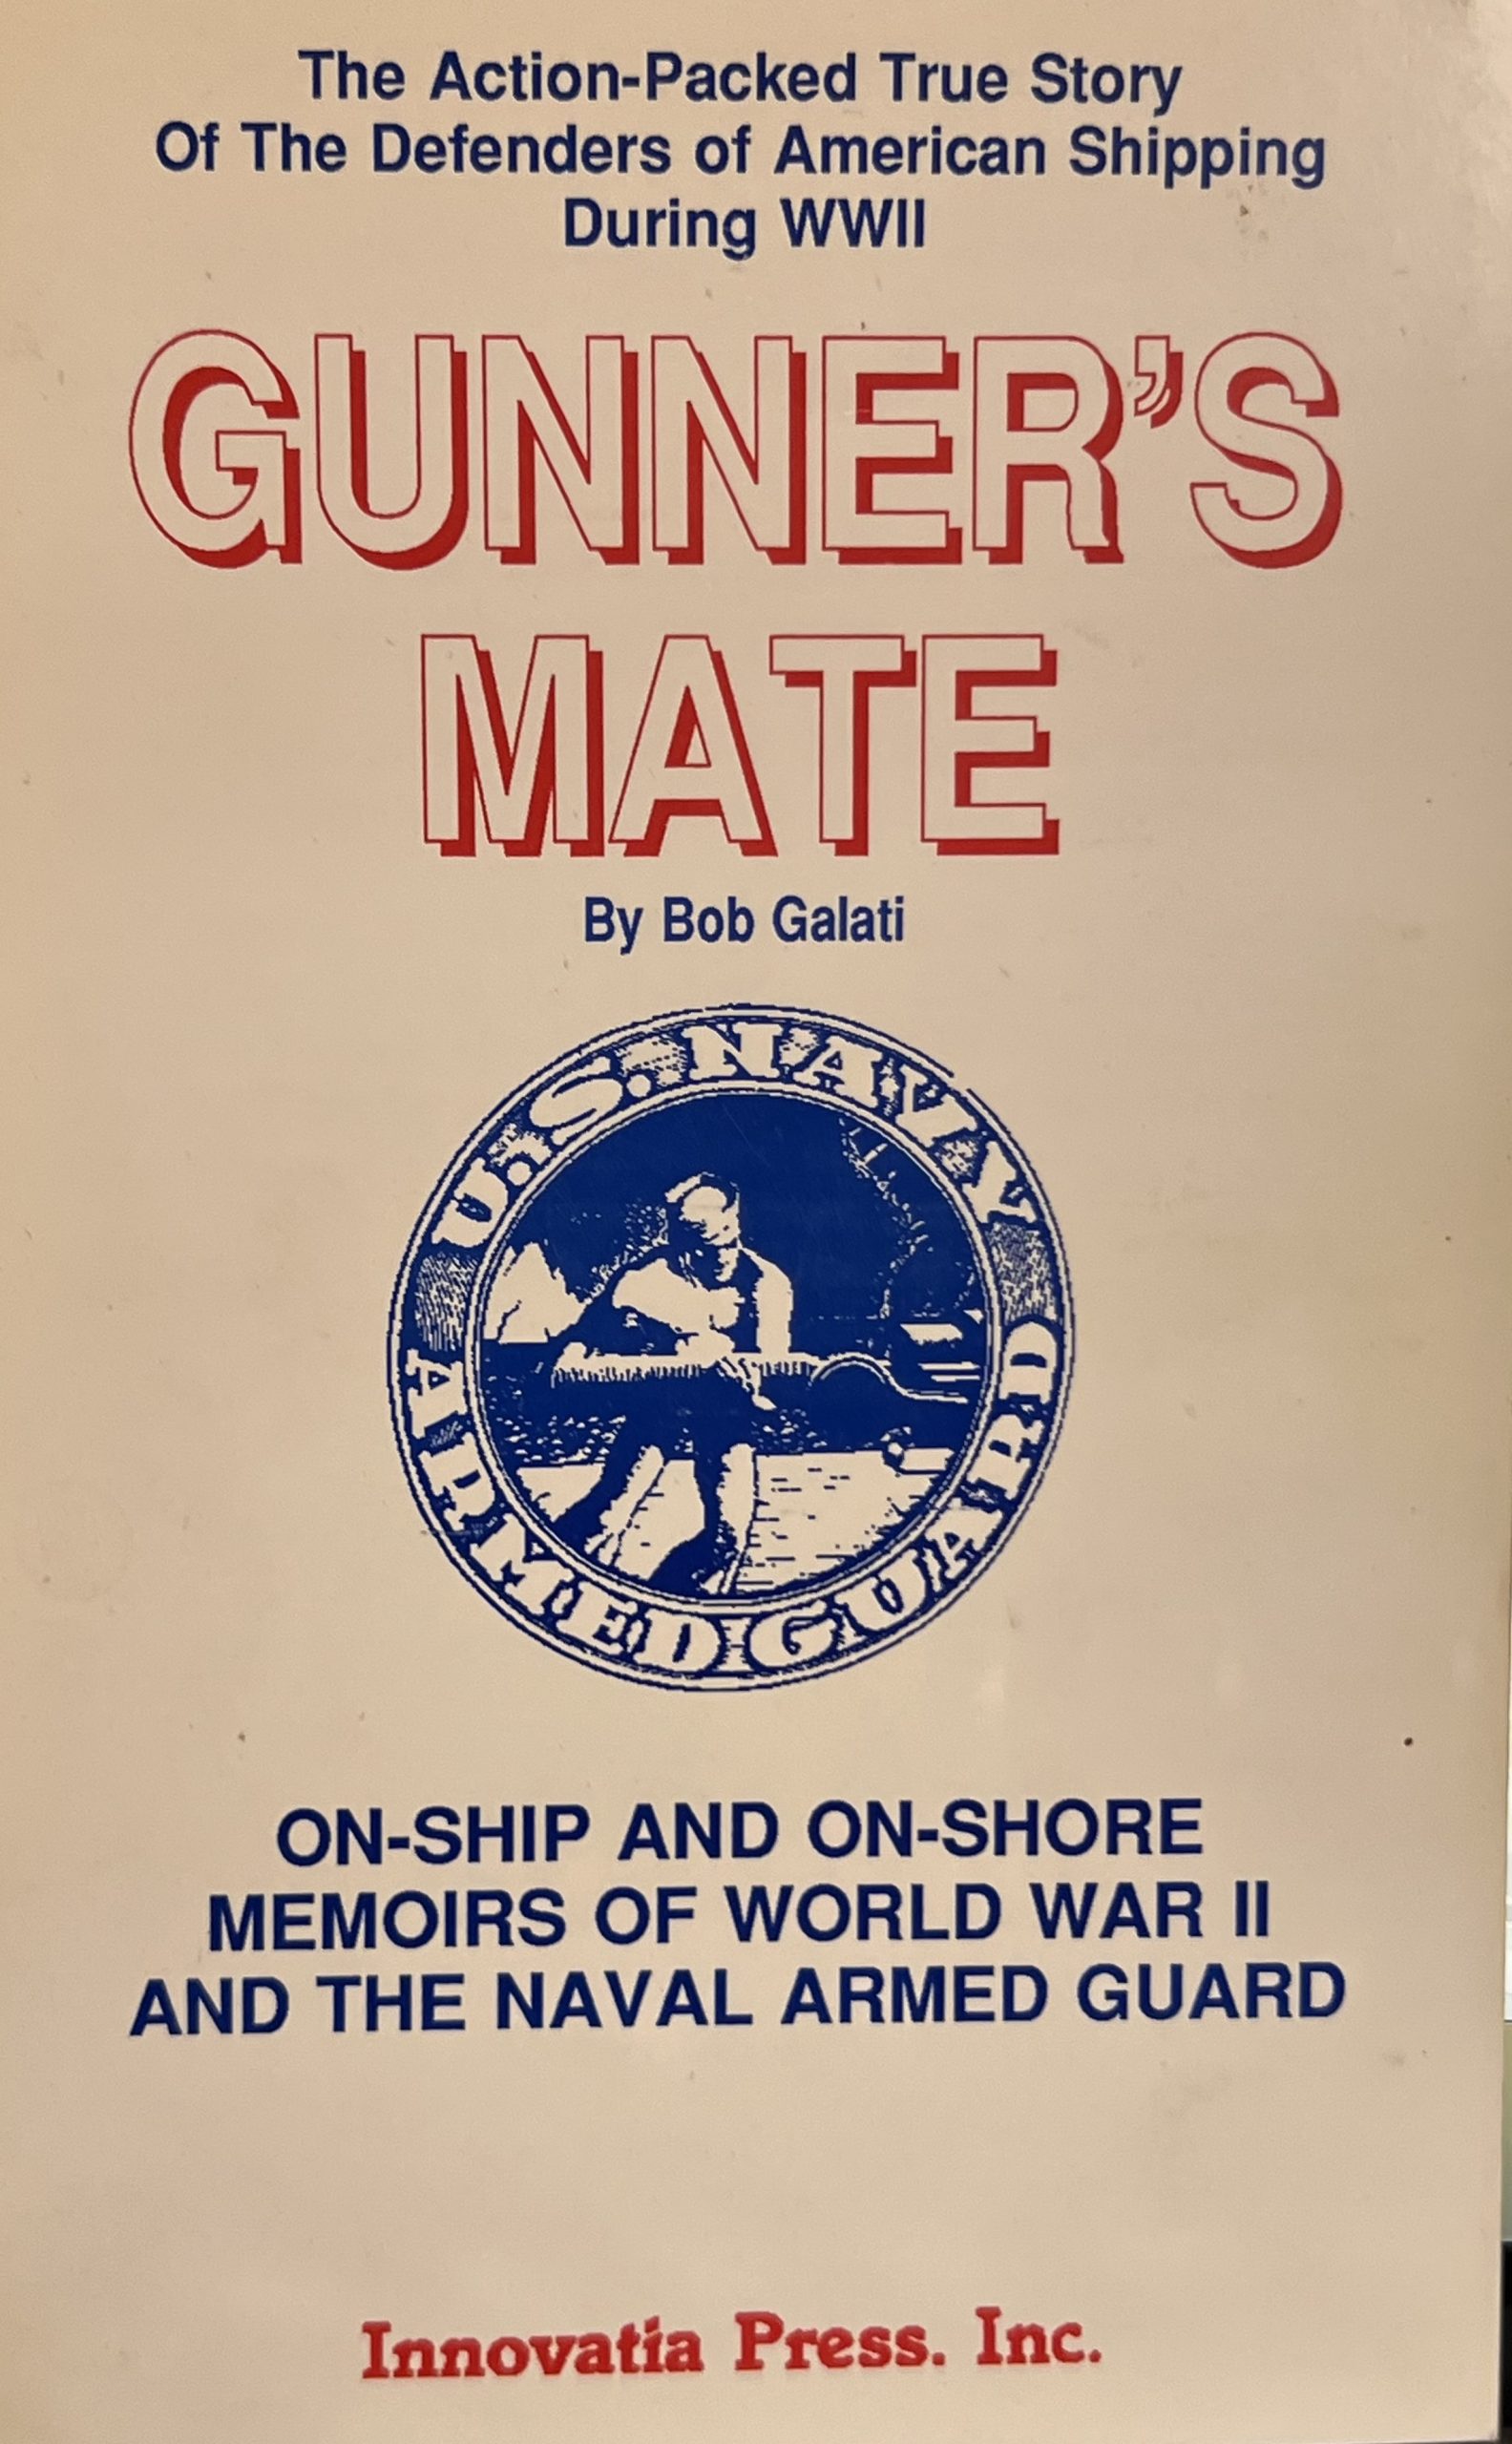 The Action-Packed True Story
Of The Defenders of American Shipping
During WWII
GUNNER'S
MATE
By Bob Galati
U.S. NAVY
ARMED GUARD
ON-SHIP AND ON-SHORE
MEMOIRS OF WORLD WAR II
AND THE NAVAL ARMED GUARD
Innovatia Press. Inc.